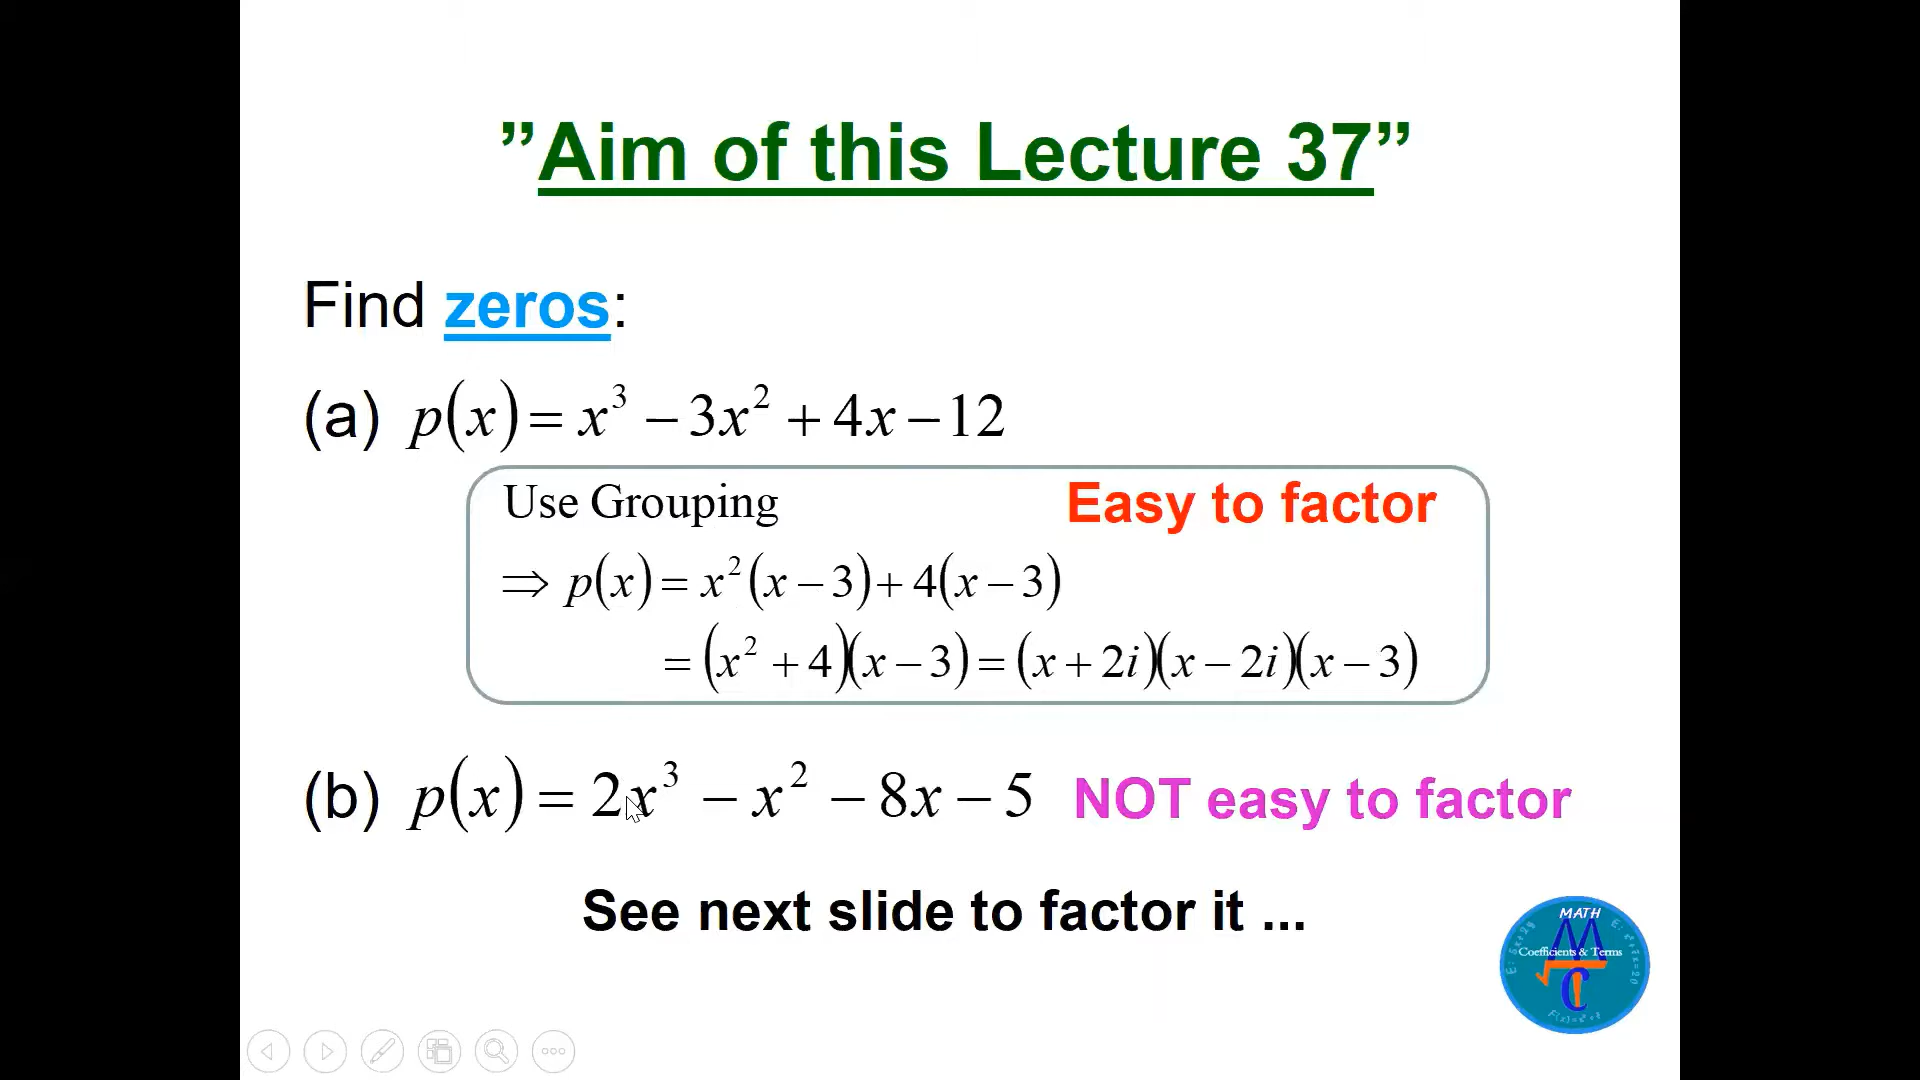 ”Aim of this Lecture 37”
Find zeros:
(a) p(x) = x³ − 3x² + 4x − 12
Use Grouping
Easy to factor
⇒ p(x) = x²(x − 3) + 4(x − 3)
= (x² + 4)(x − 3) = (x + 2i)(x − 2i)(x − 3)
(b) p(x) = 2x³ − x² − 8x − 5 NOT easy to factor
See next slide to factor it ...
MATH
Coefficients & Terms